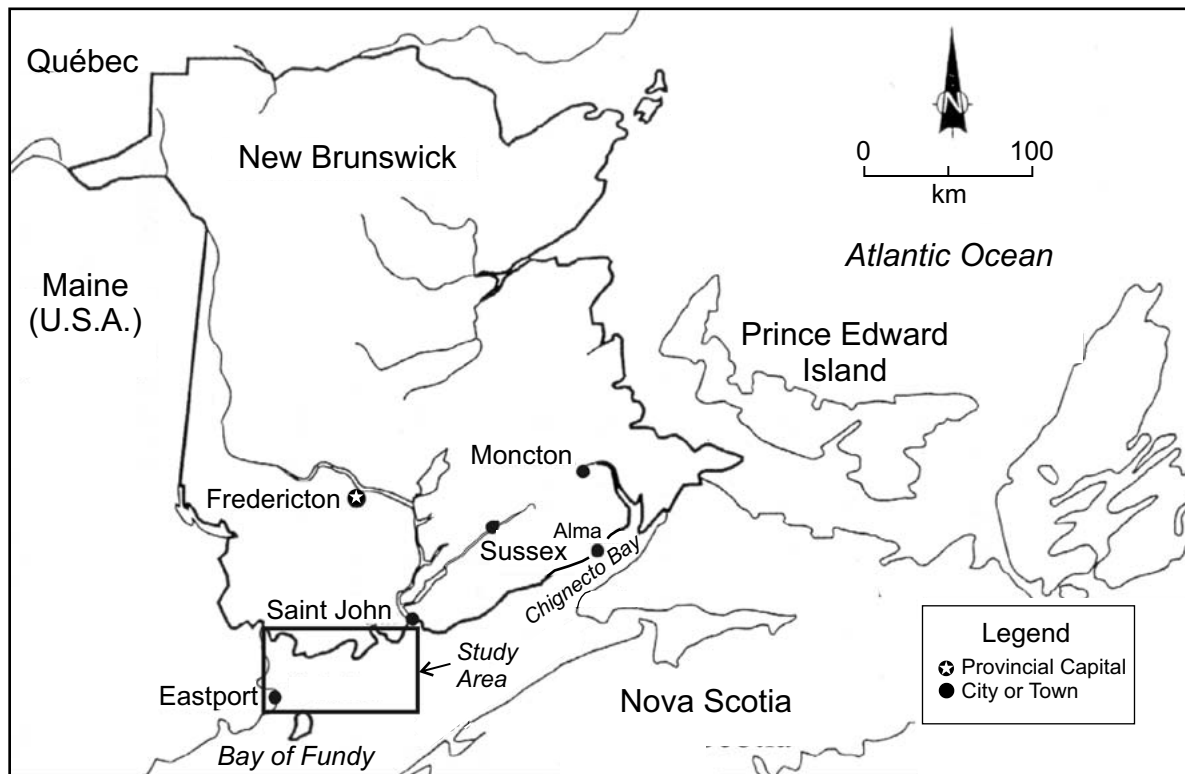 Québec
New Brunswick
N
0 100
km
Atlantic Ocean
Maine
(U.S.A.)
Prince Edward
Island
Moncton
Fredericton
Sussex
Alma
Chignecto Bay
Saint John
Study
Area
Eastport
Nova Scotia
Bay of Fundy
Legend
Provincial Capital
City or Town